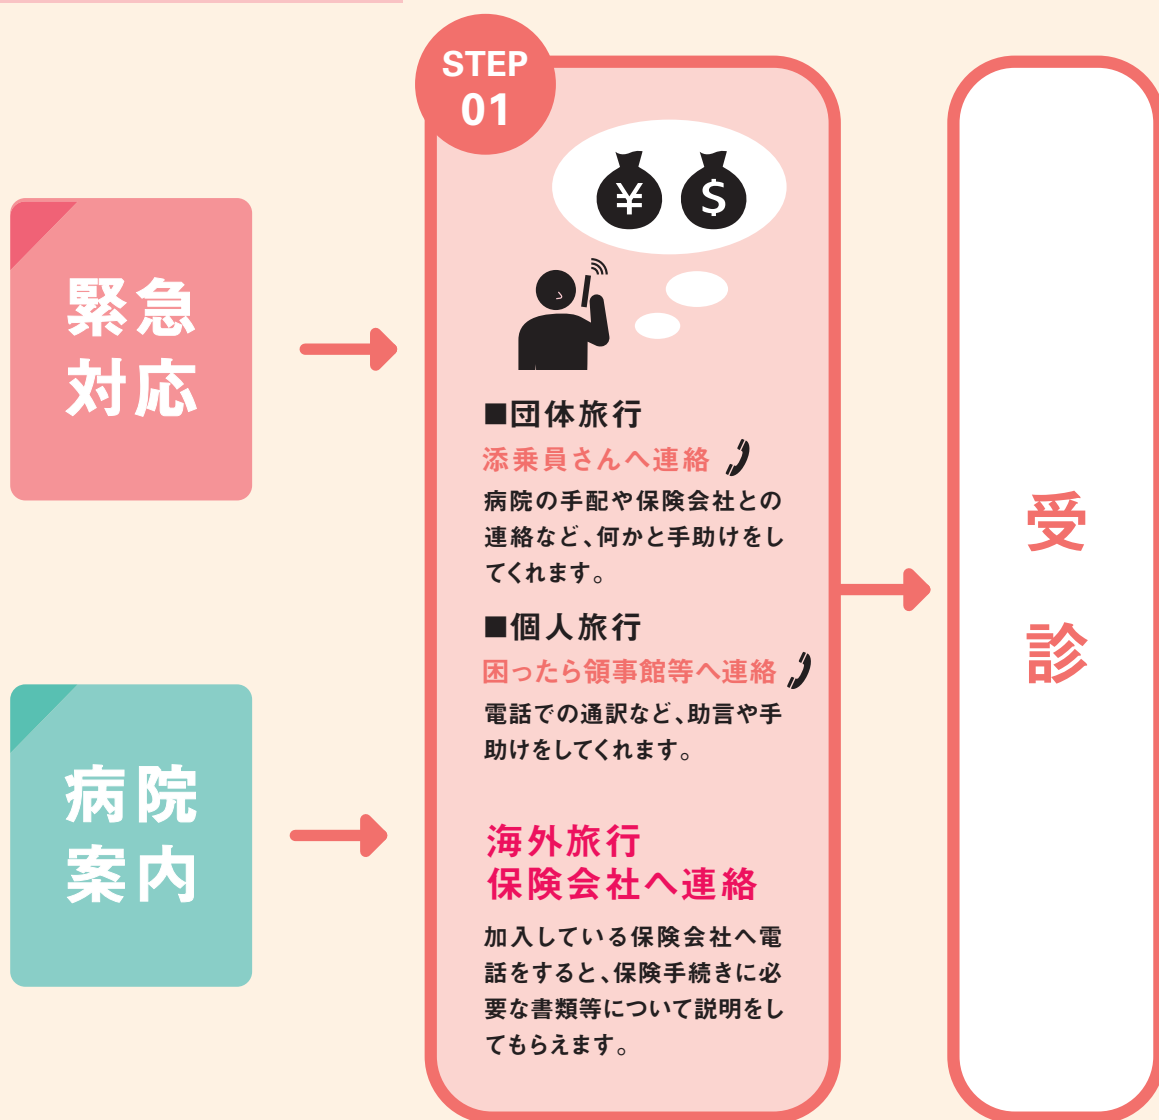 緊急
対応
病院
案内
STEP
01
¥ $
■団体旅行
添乗員さんへ連絡
病院の手配や保険会社との
連絡など、何かと手助けをし
てくれます。
■個人旅行
困ったら領事館等へ連絡
電話での通訳など、助言や手
助けをしてくれます。
海外旅行
保険会社へ連絡
加入している保険会社へ電
話をすると、保険手続きに必
要な書類等について説明をし
てもらえます。
受診